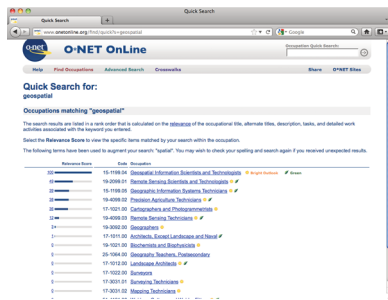 Quick Search
Quick Search
www.onetonline.org/find/quick?s=geospatial
Google
o·net
O*NET OnLine
Occupation Quick Search:
Help
Find Occupations
Advanced Search
Crosswalks
Share
O*NET Sites
Quick Search for:
geospatial
Occupations matching "geospatial"
The search results are listed in a rank order that is calculated on the relevance of the occupational title, alternate titles, description, tasks, and detailed work
activities associated with the keyword you entered.
Select the Relevance Score to view the specific items matched by your search within the occupation.
The following terms have been used to augment your search: "spatial". You may wish to check your spelling and search again if you received unexpected results.
Relevance Score Code Occupation
15-1199.04 Geospatial Information Scientists and Technologists Bright Outlook Green
19-2099.01 Remote Sensing Scientists and Technologists
15-1199.05 Geographic Information Systems Technicians
19-4099.02 Precision Agriculture Technicians
17-1021.00 Cartographers and Photogrammetrists
19-4099.03 Remote Sensing Technicians
19-3092.00 Geographers
17-1011.00 Architects, Except Landscape and Naval
19-1021.00 Biochemists and Biophysicists
25-1064.00 Geography Teachers, Postsecondary
17-1012.00 Landscape Architects
17-1022.00 Surveyors
17-3031.01 Surveying Technicians
17-3031.02 Mapping Technicians